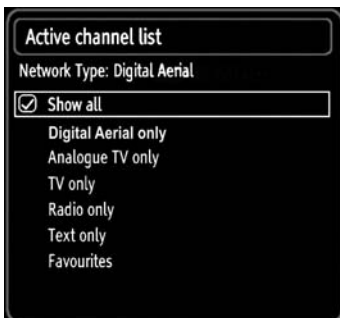 Active channel list
Network Type: Digital Aerial
Show all
Digital Aerial only
Analogue TV only
TV only
Radio only
Text only
Favourites